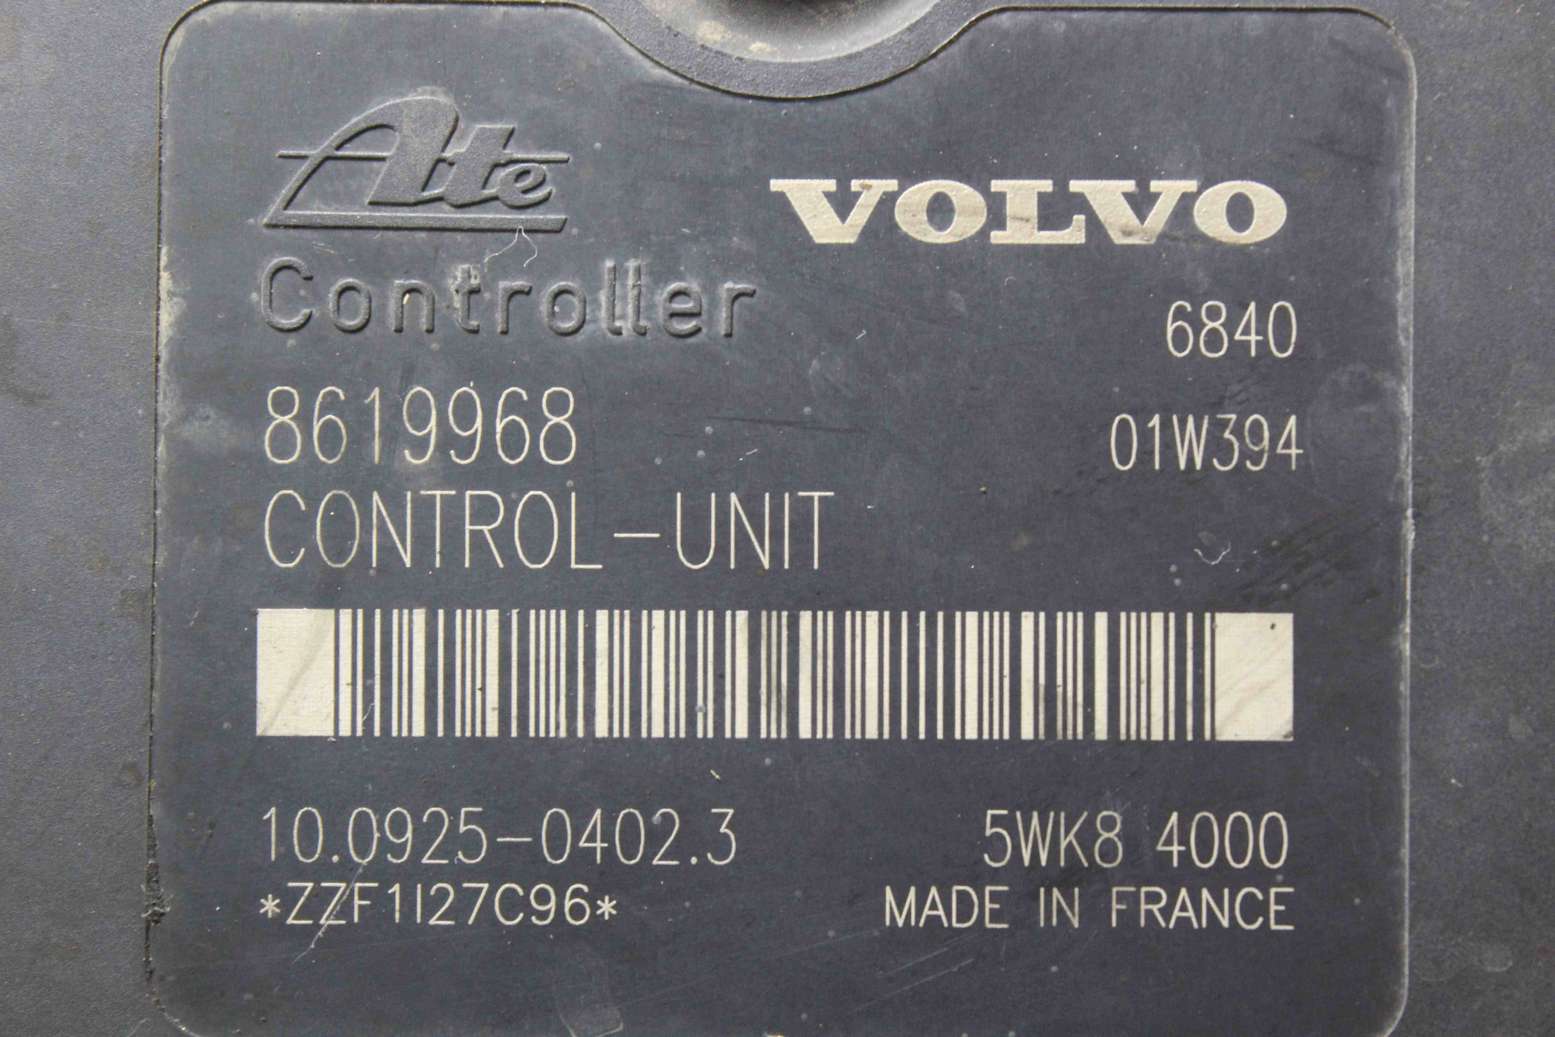 Ate
VOLVO
Controller
6840
8619968
01W394
CONTROL-UNIT
10.0925-0402.3
5WK8 4000
*ZZF1I27C96*
MADE IN FRANCE